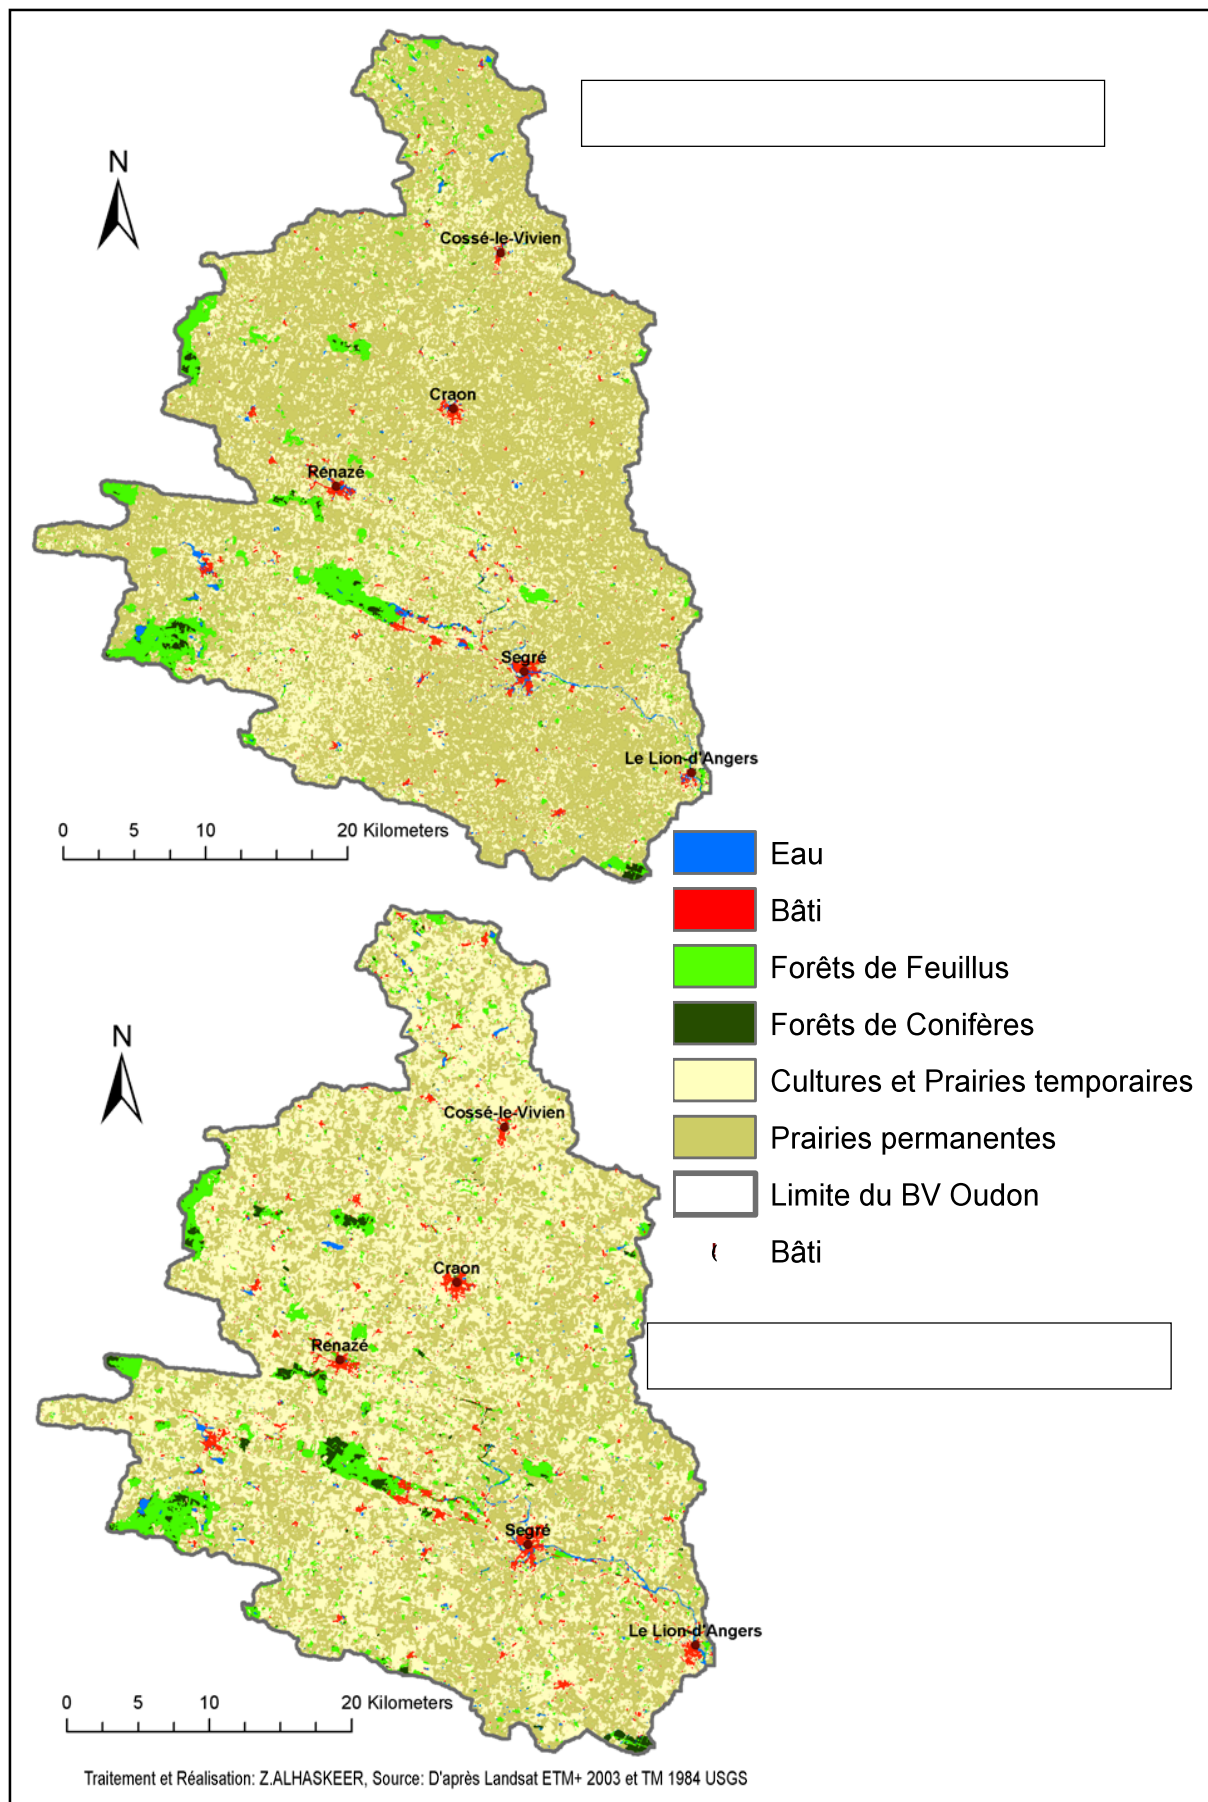 N
Cossé-le-Vivien
Craon
Rénazé
Segré
Le Lion-d'Angers
0 5 10 20 Kilometers
Eau
Bâti
Forêts de Feuillus
Forêts de Conifères
Cultures et Prairies temporaires
Prairies permanentes
Limite du BV Oudon
Bâti
N
Cossé-le-Vivien
Craon
Rénazé
Segré
Le Lion-d'Angers
0 5 10 20 Kilometers
Traitement et Réalisation: Z.ALHASKEER, Source: D'après Landsat ETM+ 2003 et TM 1984 USGS